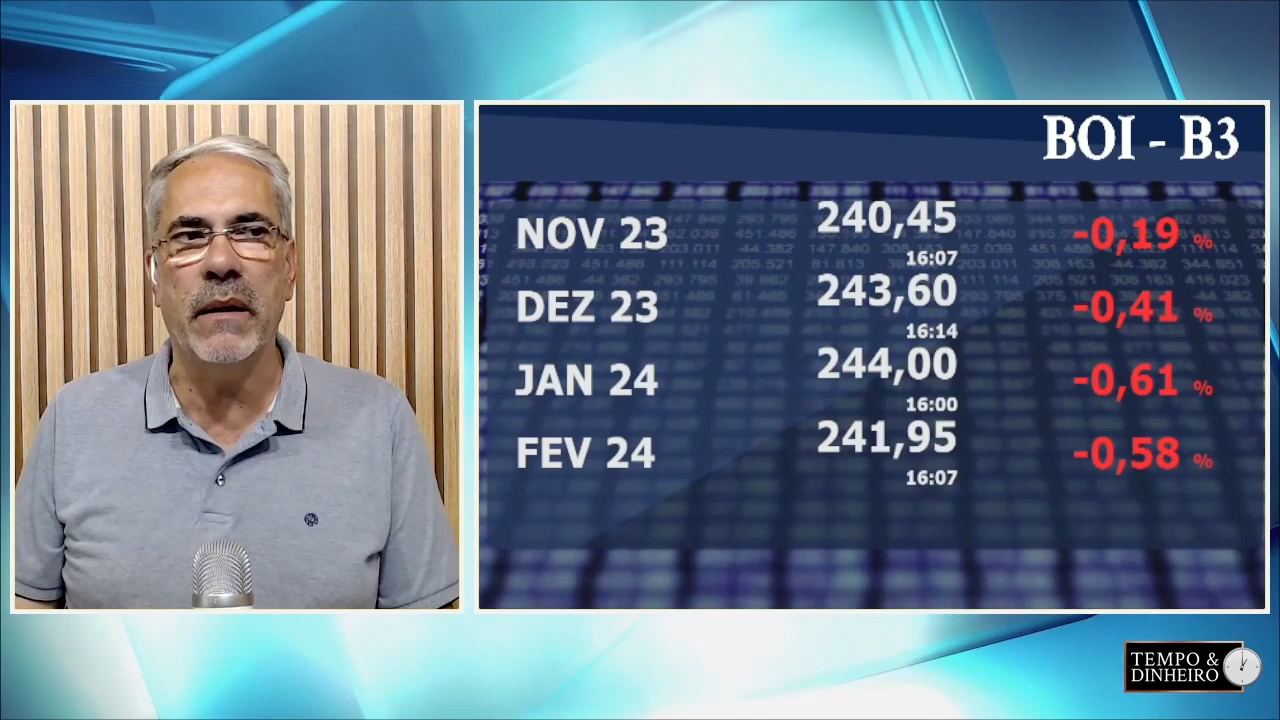 BOI - B3
NOV 23 240,45 -0,19 %
16:07
DEZ 23 243,60 -0,41 %
16:14
JAN 24 244,00 -0,61 %
16:00
FEV 24 241,95 -0,58 %
16:07
TEMPO &
DINHEIRO